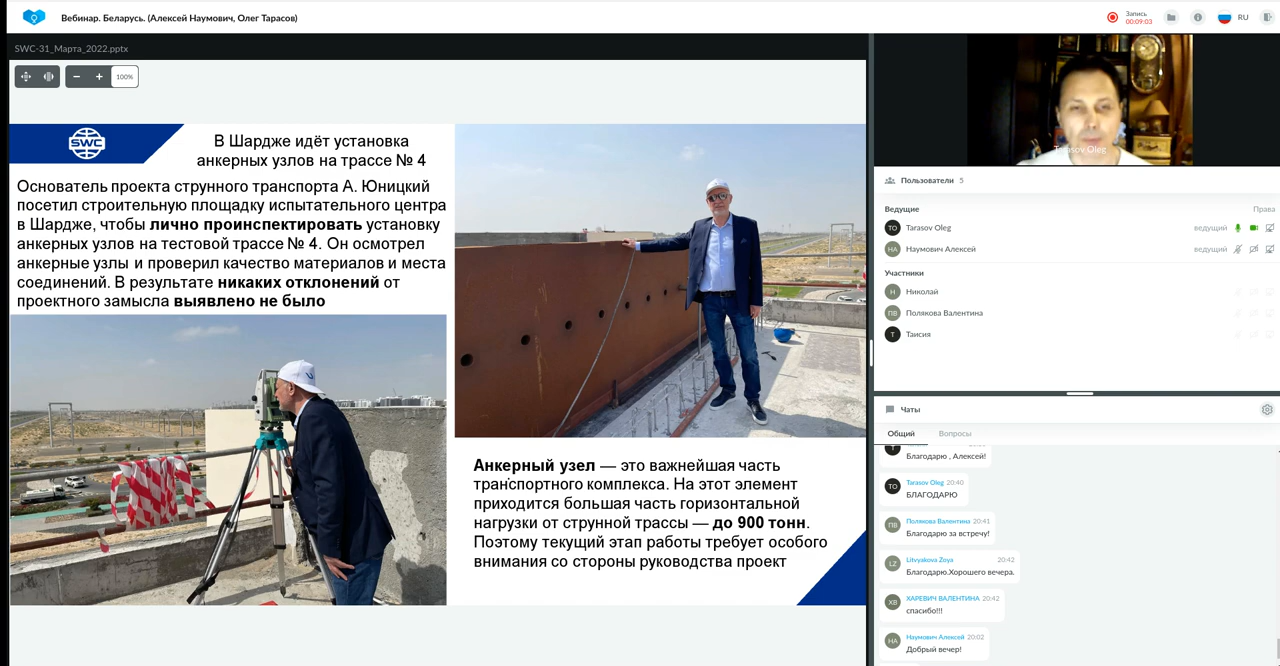 Вебинар. Беларусь. (Алексей Наумович, Олег Тарасов)
Запись
00:09:03
RU
SWC-31_Марта_2022.pptx
100%
SWC
В Шардже идёт установка
анкерных узлов на трассе № 4
Основатель проекта струнного транспорта А. Юницкий
посетил строительную площадку испытательного центра
в Шардже, чтобы лично проинспектировать установку
анкерных узлов на тестовой трассе № 4. Он осмотрел
анкерные узлы и проверил качество материалов и места
соединений. В результате никаких отклонений от
проектного замысла выявлено не было
Анкерный узел — это важнейшая часть
транспортного комплекса. На этот элемент
приходится большая часть горизонтальной
нагрузки от струнной трассы — до 900 тонн.
Поэтому текущий этап работы требует особого
внимания со стороны руководства проект
Tarasov Oleg
Пользователи 5
Ведущие Права
TO Tarasov Oleg ведущий
НА Наумович Алексей ведущий
Участники
Н Николай
ПВ Полякова Валентина
Т Таисия
Чаты
Общий Вопросы
Благодарю , Алексей!
TO Tarasov Oleg 20:40
БЛАГОДАРЮ
ПВ Полякова Валентина 20:41
Благодарю за встречу!
LZ Litvyakova Zoya 20:42
Благодарю.Хорошего вечера.
ХВ ХАРЕВИЧ ВАЛЕНТИНА 20:42
спасибо!!!
НА Наумович Алексей 20:02
Добрый вечер!